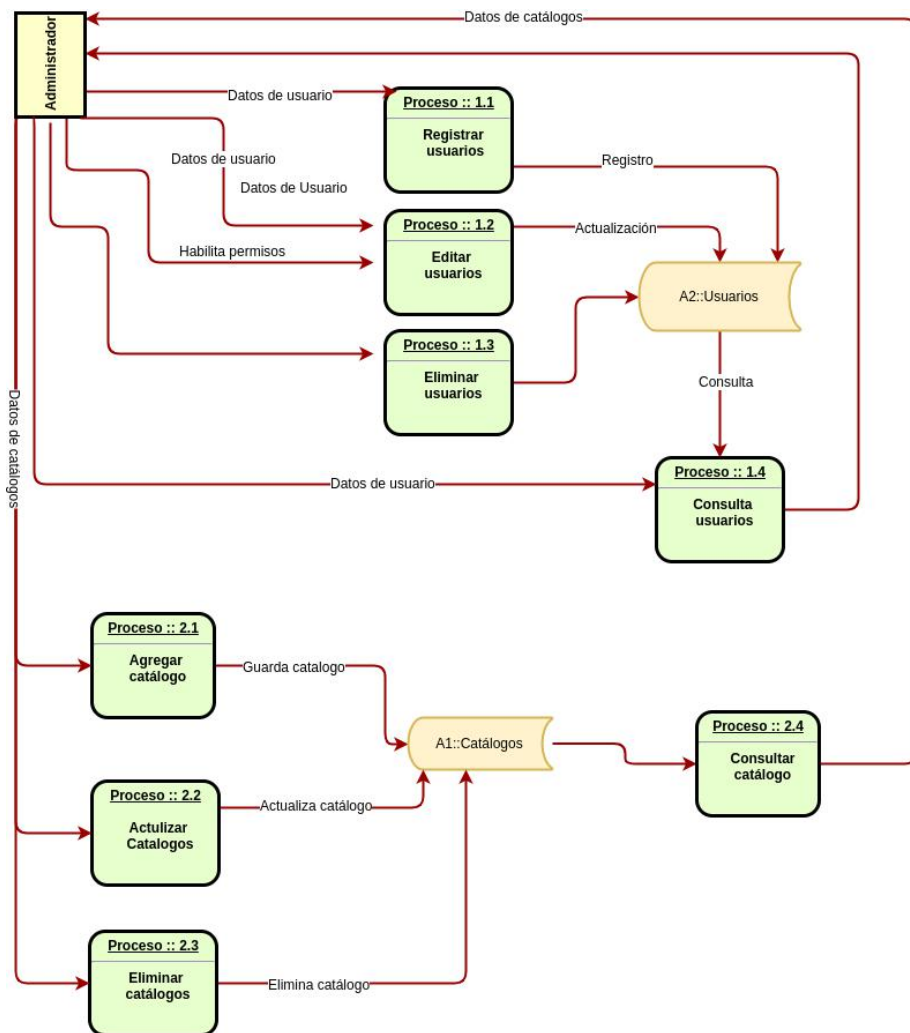 Datos de catálogos
Administrador
Datos de usuario
Proceso :: 1.1
Registrar
usuarios
Registro
Datos de usuario
Datos de Usuario
Proceso :: 1.2
Editar
usuarios
Actualización
Habilita permisos
A2::Usuarios
Proceso :: 1.3
Eliminar
usuarios
Consulta
Datos de catálogos
Datos de usuario
Proceso :: 1.4
Consulta
usuarios
Proceso :: 2.1
Agregar
catálogo
Guarda catalogo
A1::Catálogos
Proceso :: 2.4
Consultar
catálogo
Proceso :: 2.2
Actulizar
Catalogos
Actualiza catálogo
Proceso :: 2.3
Eliminar
catálogos
Elimina catálogo